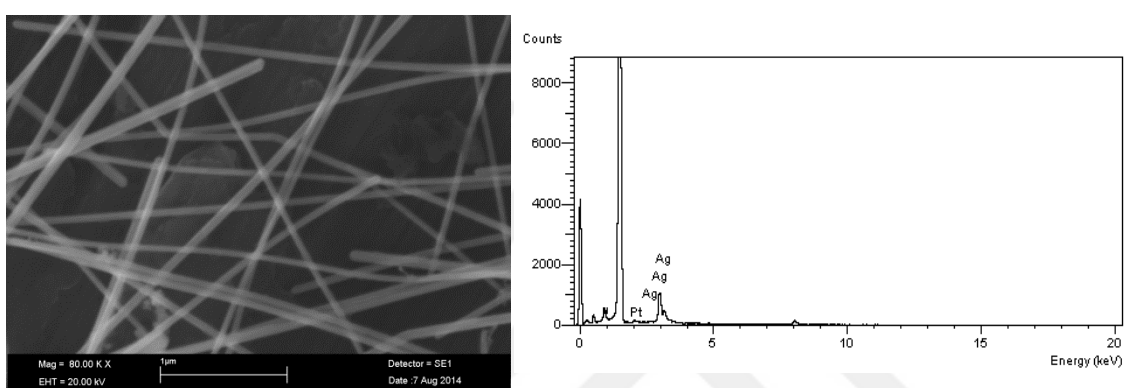 Mag = 80.00 K X
1µm
Detector = SE1
EHT = 20.00 kV
Date :7 Aug 2014
Counts
8000
6000
4000
2000
0
Ag
Ag
Ag
Pt
0 5 10 15 20
Energy (keV)